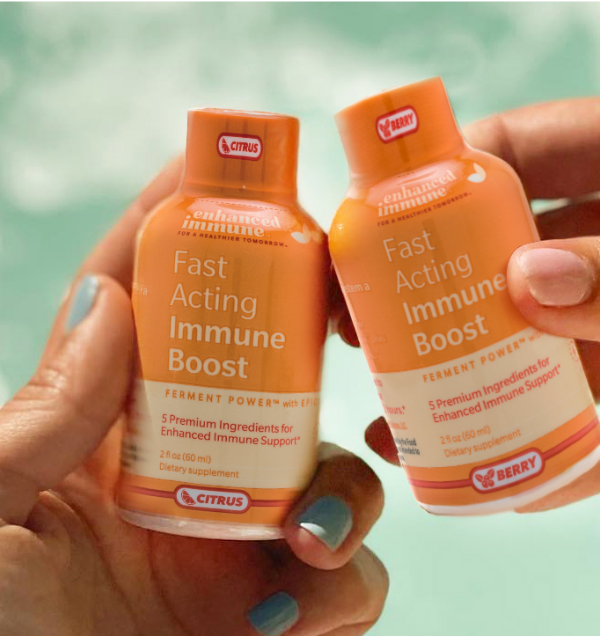 CITRUS
enhanced
immune
FOR A HEALTHIER TOMORROW™
Fast
Acting
Immune
Boost
FERMENT POWER™ with
5 Premium Ingredients for
Enhanced Immune Support*
2 fl oz (60 ml)
Dietary supplement
CITRUS
BERRY
enhanced
immune
FOR A HEALTHIER TOMORROW™
Fast
Acting
Immune
Boost
FERMENT POWER™
5 Premium Ingredients for
Enhanced Immune Support*
2 fl oz (60 ml)
Dietary supplement
BERRY